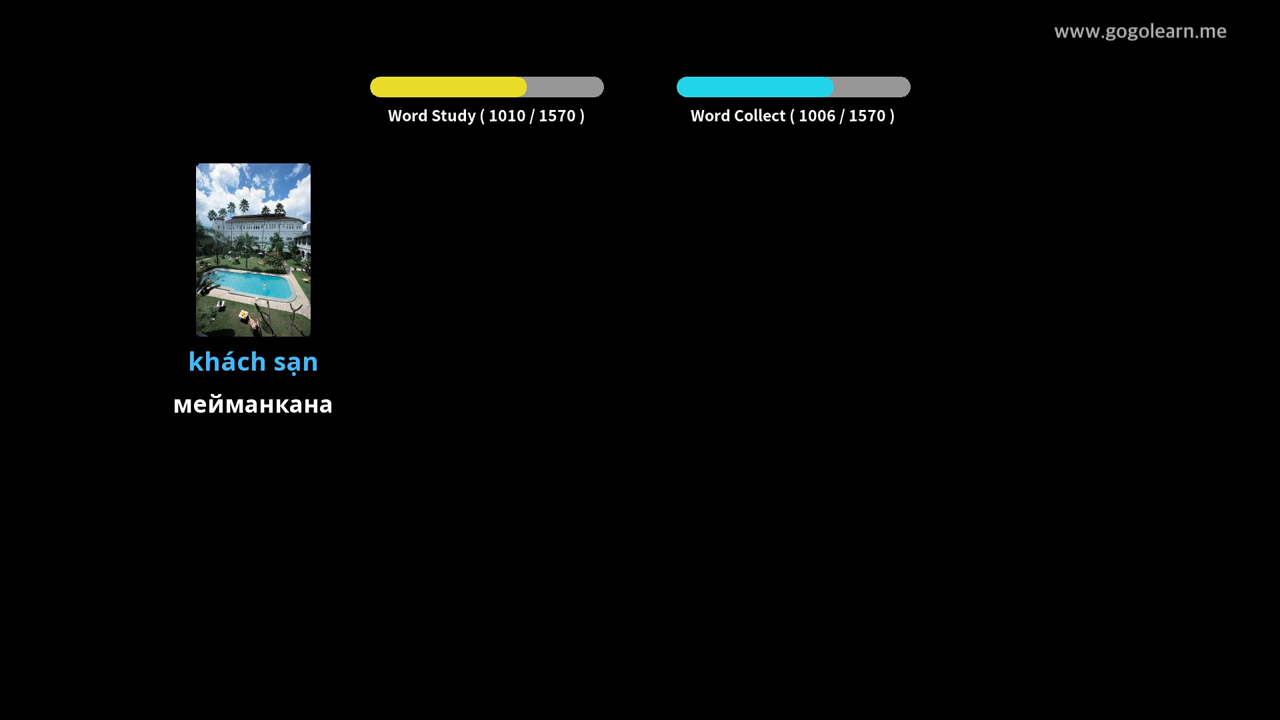 www.gogolearn.me
Word Study ( 1010 / 1570 )
Word Collect ( 1006 / 1570 )
khách sạn
мейманкана